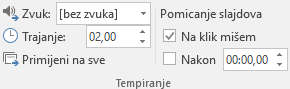 Zvuk: [bez zvuka] Pomicanje slajdova
Trajanje: 02,00 Na klik mišem
Primijeni na sve Nakon 00:00,00
Tempiranje